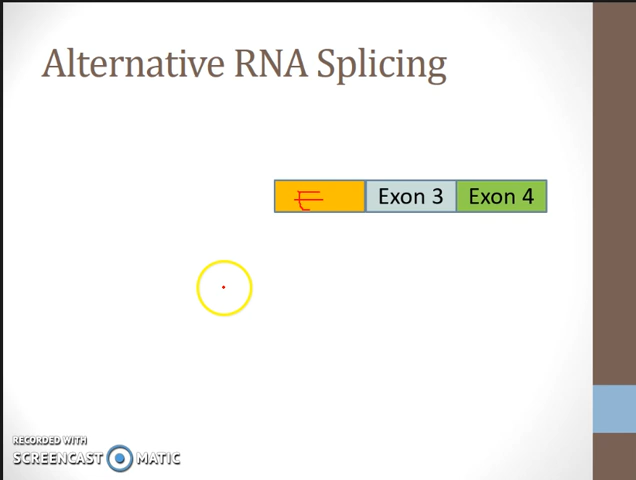 Alternative RNA Splicing
E Exon 3 Exon 4
RECORDED WITH
SCREENCAST MATIC